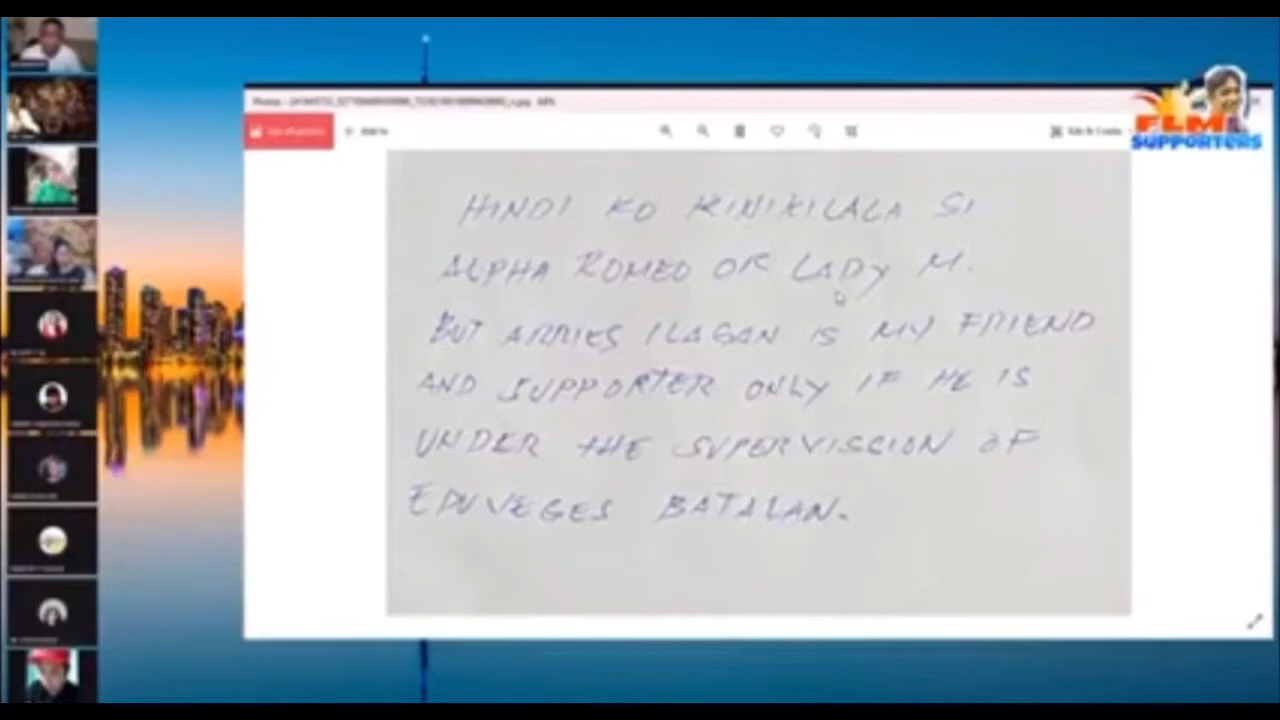 FLM
SUPPORTERS
HINDI KO KINIKILALA SI
ALPHA ROMEO OR LADY M.
BUT ARRIES ILAGAN IS MY FRIEND
AND SUPPORTER ONLY IF HE IS
UNDER THE SUPERVISSION OF
EDUVEGES BATALAN.